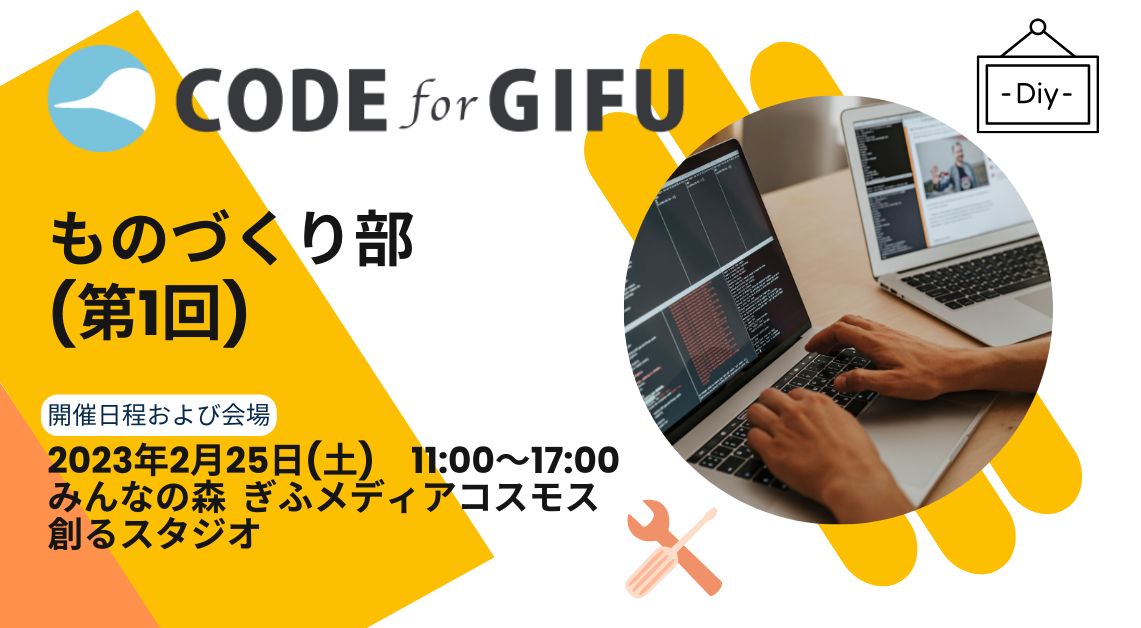 CODE for GIFU
-Diy-
ものづくり部
(第1回)
開催日程および会場
2023年2月25日(土) 11:00〜17:00
みんなの森 ぎふメディアコスモス
創るスタジオ